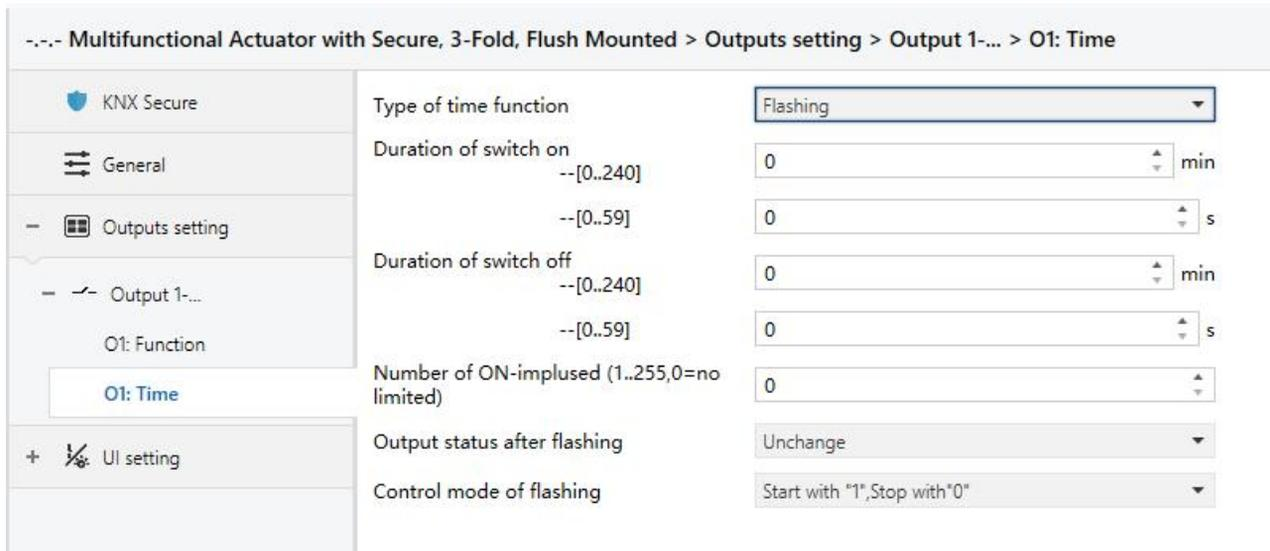 -.-.- Multifunctional Actuator with Secure, 3-Fold, Flush Mounted > Outputs setting > Output 1-... > O1: Time
KNX Secure
General
Outputs setting
Output 1-...
O1: Function
O1: Time
UI setting
Type of time function
Flashing
Duration of switch on
--[0..240]
0
min
--[0..59]
0
s
Duration of switch off
--[0..240]
0
min
--[0..59]
0
s
Number of ON-implused (1..255,0=no
limited)
0
Output status after flashing
Unchange
Control mode of flashing
Start with "1",Stop with"0"